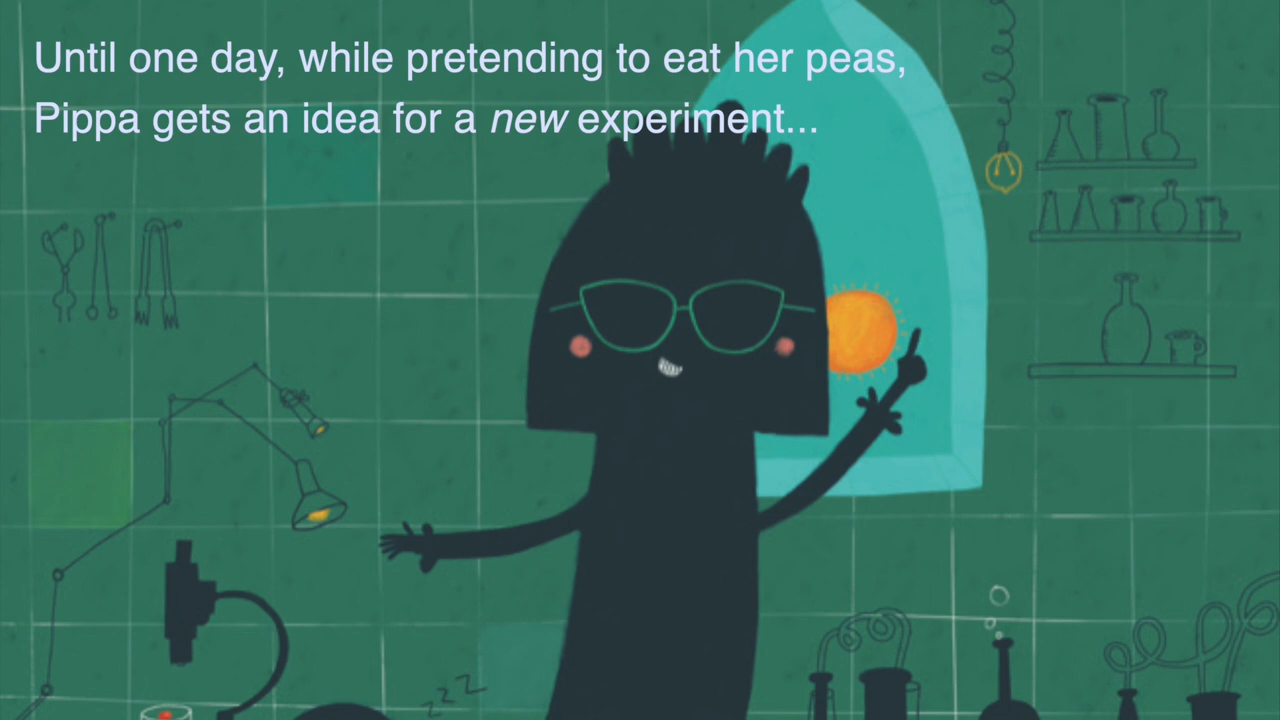 Until one day, while pretending to eat her peas,
Pippa gets an idea for a new experiment...
z z Z